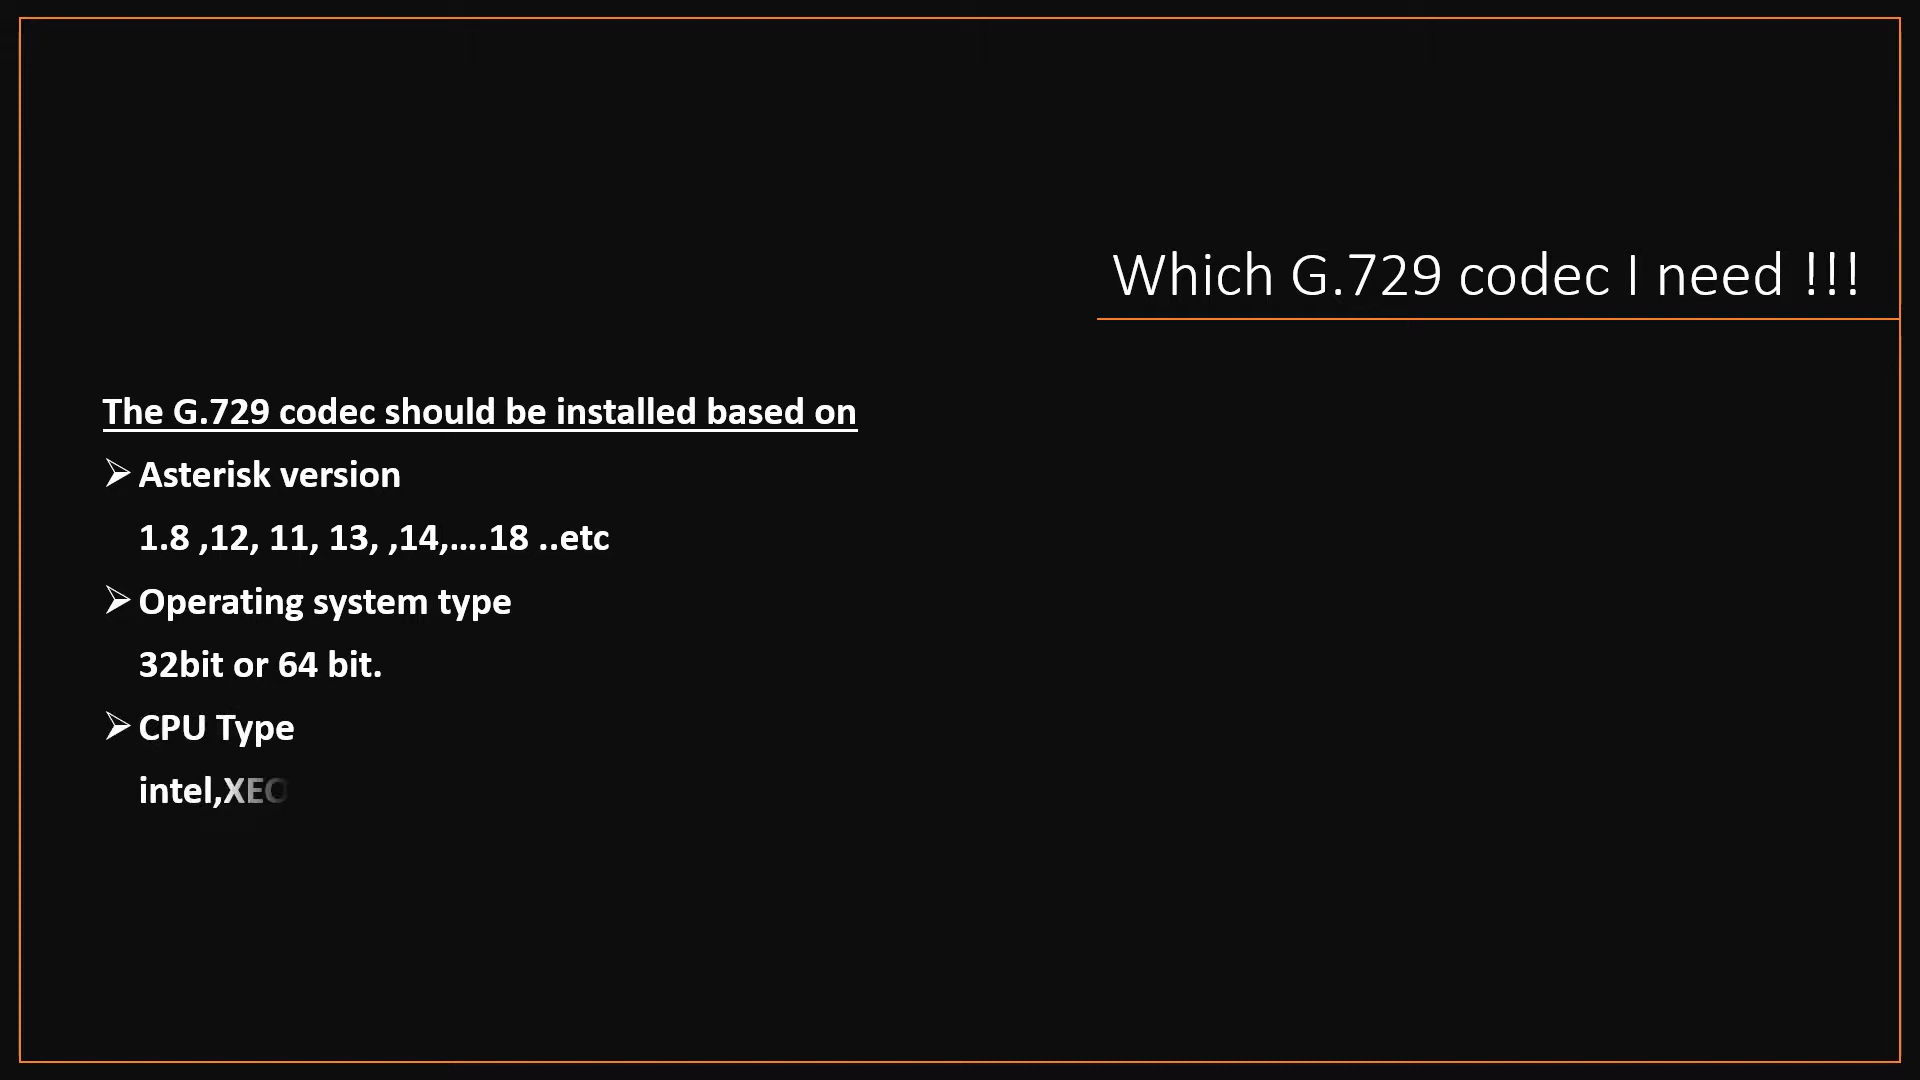 Which G.729 codec I need !!!
The G.729 codec should be installed based on
➢ Asterisk version
1.8 ,12, 11, 13, ,14,....18 ..etc
➢ Operating system type
32bit or 64 bit.
➢ CPU Type
intel,XEO